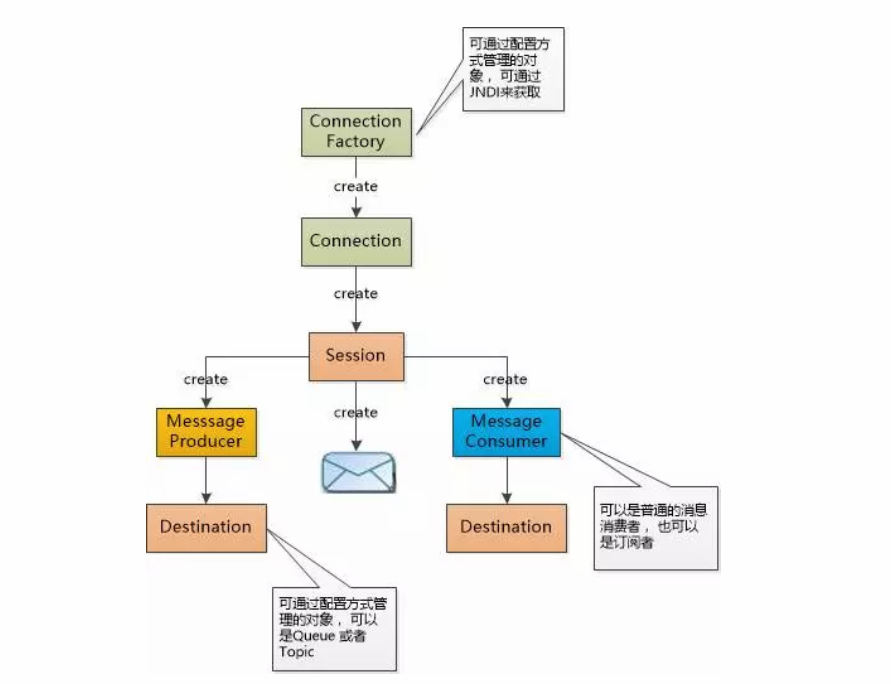 可通过配置方
式管理的对
象，可通过
JNDI来获取
Connection
Factory
create
Connection
create
Session
create
create
create
Messsage
Producer
Message
Consumer
Destination
Destination
可以是普通的消息
消费者，也可以
是订阅者
可通过配置方式管
理的对象，可以
是Queue 或者
Topic